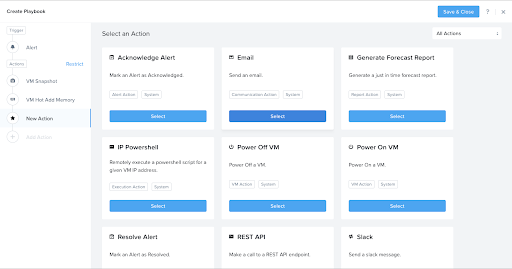 Create Playbook
Save & Close
?
×
Trigger
Alert
Actions
Restrict
VM Snapshot
VM Hot Add Memory
New Action
Add Action
Select an Action
All Actions
Acknowledge Alert
Mark an Alert as Acknowledged.
Alert Action
System
Select
Email
Send an email.
Communication Action
System
Select
Generate Forecast Report
Generate a just in time forecast report.
Report Action
System
Select
IP Powershell
Remotely execute a powershell script for a
given VM IP address.
Execution Action
System
Select
Power Off VM
Power Off a VM.
VM Action
System
Select
Power On VM
Power On a VM.
VM Action
System
Select
Resolve Alert
Mark an Alert as Resolved.
REST API
Make a call to a REST API endpoint.
Slack
Send a slack message.